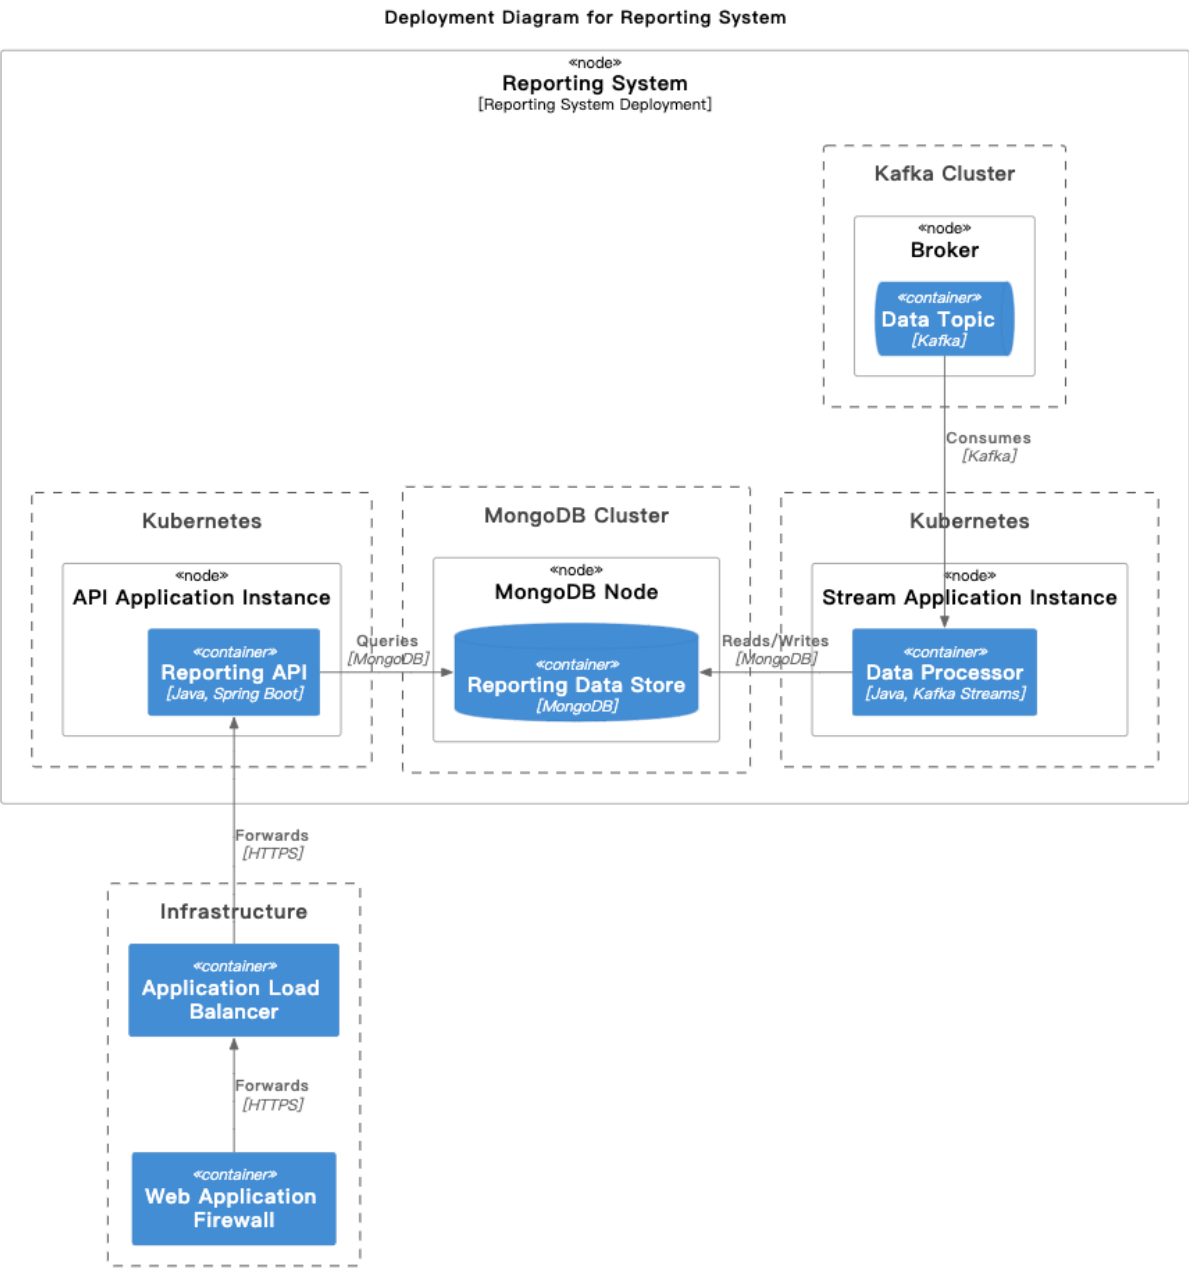 Deployment Diagram for Reporting System
«node»
Reporting System
[Reporting System Deployment]
Kafka Cluster
«node»
Broker
«container»
Data Topic
[Kafka]
Consumes
[Kafka]
Kubernetes
«node»
API Application Instance
«container»
Reporting API
[Java, Spring Boot]
Queries
[MongoDB]
MongoDB Cluster
«node»
MongoDB Node
«container»
Reporting Data Store
[MongoDB]
Reads/Writes
[MongoDB]
Kubernetes
«node»
Stream Application Instance
«container»
Data Processor
[Java, Kafka Streams]
Forwards
[HTTPS]
Infrastructure
«container»
Application Load
Balancer
Forwards
[HTTPS]
«container»
Web Application
Firewall